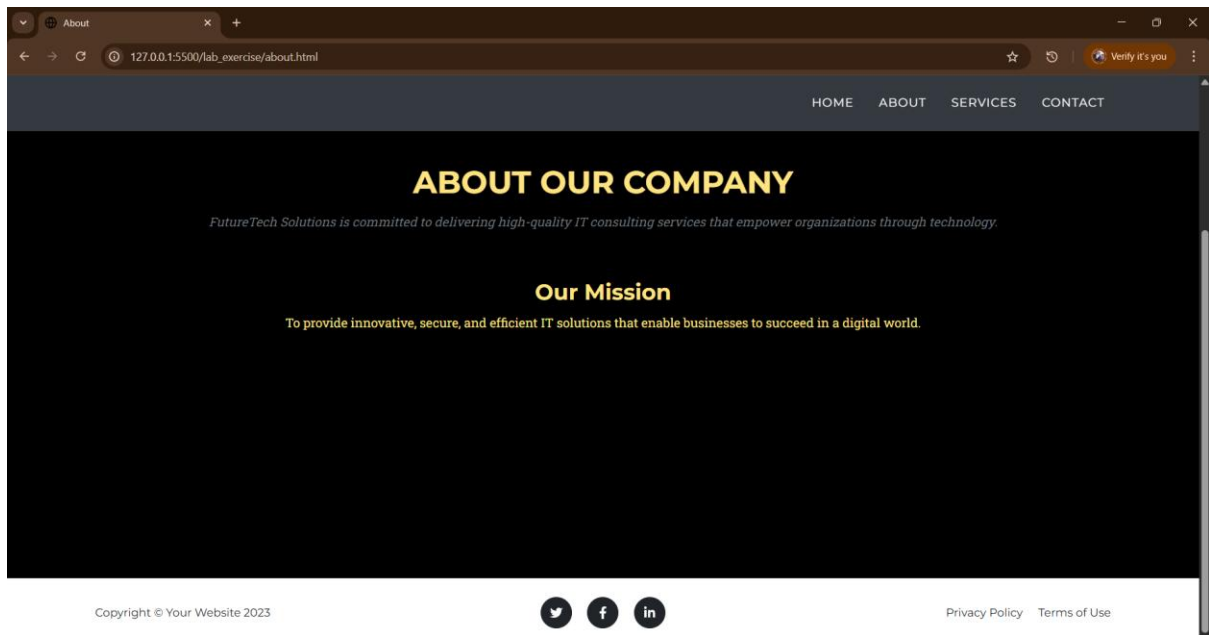 About
127.0.0.1:5500/lab_exercise/about.html
Verify it's you
HOME ABOUT SERVICES CONTACT
ABOUT OUR COMPANY
FutureTech Solutions is committed to delivering high-quality IT consulting services that empower organizations through technology.
Our Mission
To provide innovative, secure, and efficient IT solutions that enable businesses to succeed in a digital world.
Copyright © Your Website 2023
Privacy Policy Terms of Use